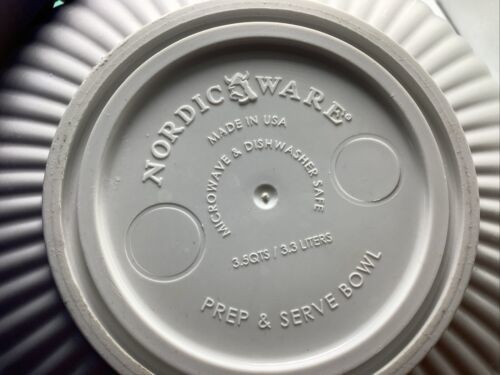 NORDIC WARE®
MADE IN USA
MICROWAVE & DISHWASHER SAFE
3.5QTS / 3.3 LITERS
PREP & SERVE BOWL